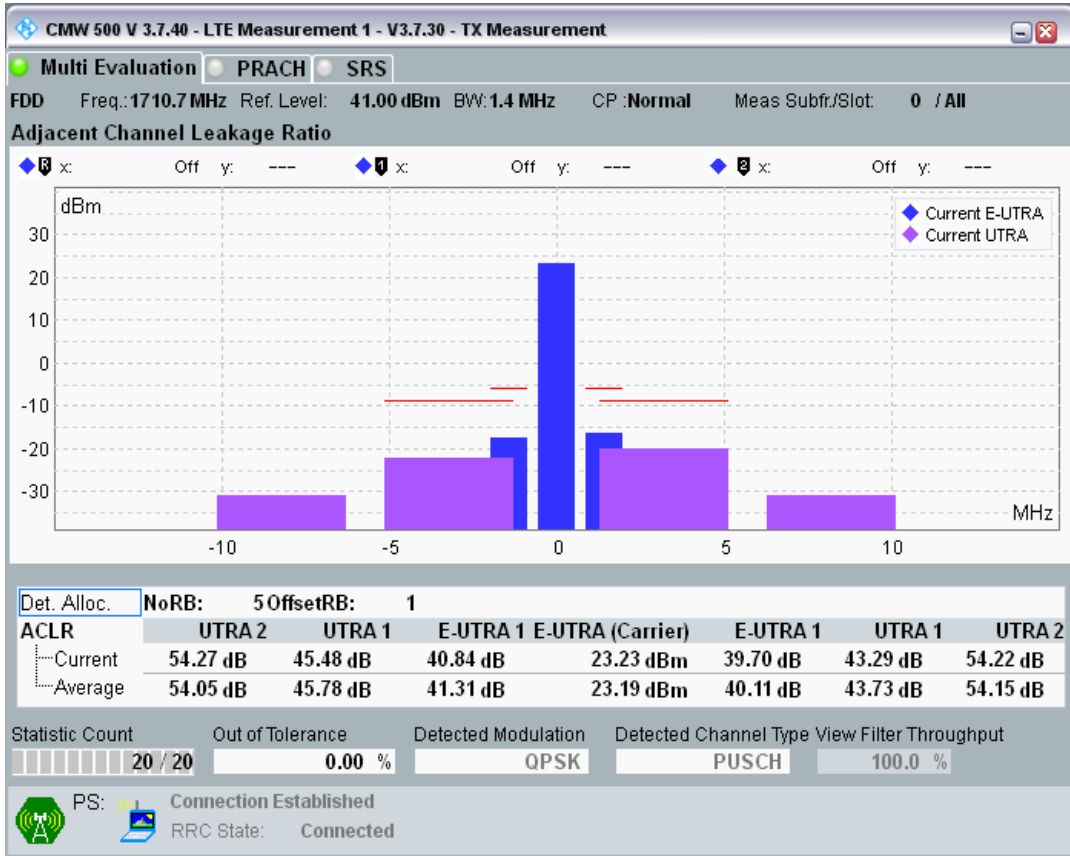 CMW 500 V 3.7.40 - LTE Measurement 1 - V3.7.30 - TX Measurement
Multi Evaluation PRACH SRS
FDD Freq.:1710.7 MHz Ref. Level: 41.00 dBm BW:1.4 MHz CP :Normal Meas Subfr./Slot: 0 / All
Adjacent Channel Leakage Ratio
R x: Off y: --- 1 x: Off y: --- 2 x: Off y: ---
dBm
Current E-UTRA
Current UTRA
30
20
10
0
-10
-20
-30
MHz
-10 -5 0 5 10
Det. Alloc. NoRB: 5 OffsetRB: 1
ACLR UTRA 2 UTRA 1 E-UTRA 1 E-UTRA (Carrier) E-UTRA 1 UTRA 1 UTRA 2
Current 54.27 dB 45.48 dB 40.84 dB 23.23 dBm 39.70 dB 43.29 dB 54.22 dB
Average 54.05 dB 45.78 dB 41.31 dB 23.19 dBm 40.11 dB 43.73 dB 54.15 dB
Statistic Count Out of Tolerance Detected Modulation Detected Channel Type View Filter Throughput
20 / 20 0.00 % QPSK PUSCH 100.0 %
PS: Connection Established
RRC State: Connected